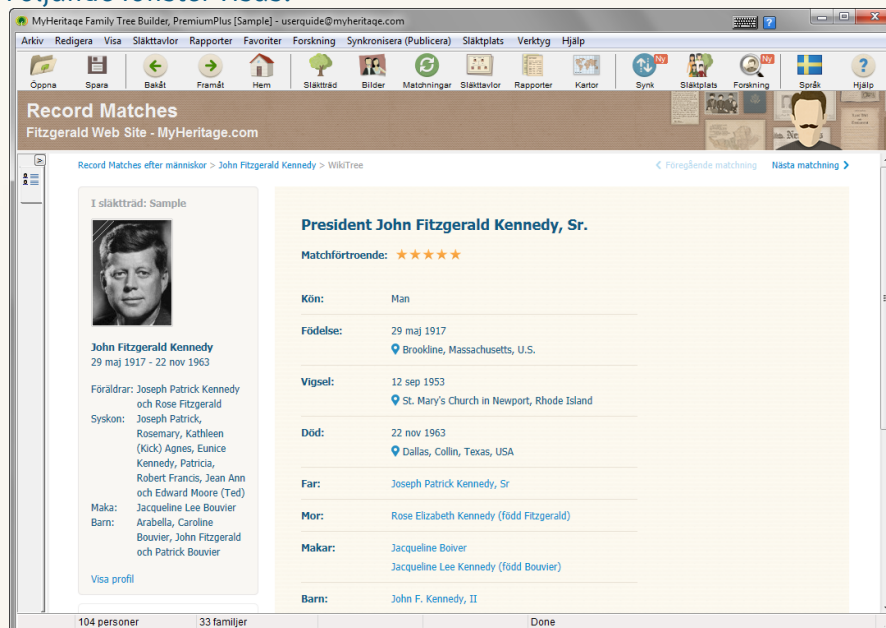 Följande fönster visas:
MyHeritage Family Tree Builder, PremiumPlus [Sample] - userguide@myheritage.com
Arkiv Redigera Visa Släkttavlor Rapporter Favoriter Forskning Synkronisera (Publicera) Släktplats Verktyg Hjälp
Ny Ny
Öppna Spara Bakåt Framåt Hem Släktträd Bilder Matchningar Släkttavlor Rapporter Kartor Synk Släktplats Forskning Språk Hjälp
Record Matches
Fitzgerald Web Site - MyHeritage.com
Record Matches efter människor > John Fitzgerald Kennedy > WikiTree
Föregående matchning Nästa matchning
I släktträd: Sample
John Fitzgerald Kennedy
29 maj 1917 - 22 nov 1963
Föräldrar: Joseph Patrick Kennedy
och Rose Fitzgerald
Syskon: Joseph Patrick,
Rosemary, Kathleen
(Kick) Agnes, Eunice
Kennedy, Patricia,
Robert Francis, Jean Ann
och Edward Moore (Ted)
Maka: Jacqueline Lee Bouvier
Barn: Arabella, Caroline
Bouvier, John Fitzgerald
och Patrick Bouvier
Visa profil
President John Fitzgerald Kennedy, Sr.
Matchförtroende:
Kön: Man
Födelse: 29 maj 1917
Brookline, Massachusetts, U.S.
Vigsel: 12 sep 1953
St. Mary's Church in Newport, Rhode Island
Död: 22 nov 1963
Dallas, Collin, Texas, USA
Far: Joseph Patrick Kennedy, Sr
Mor: Rose Elizabeth Kennedy (född Fitzgerald)
Makar: Jacqueline Boiver
Jacqueline Lee Kennedy (född Bouvier)
Barn: John F. Kennedy, II
104 personer 33 familjer Done